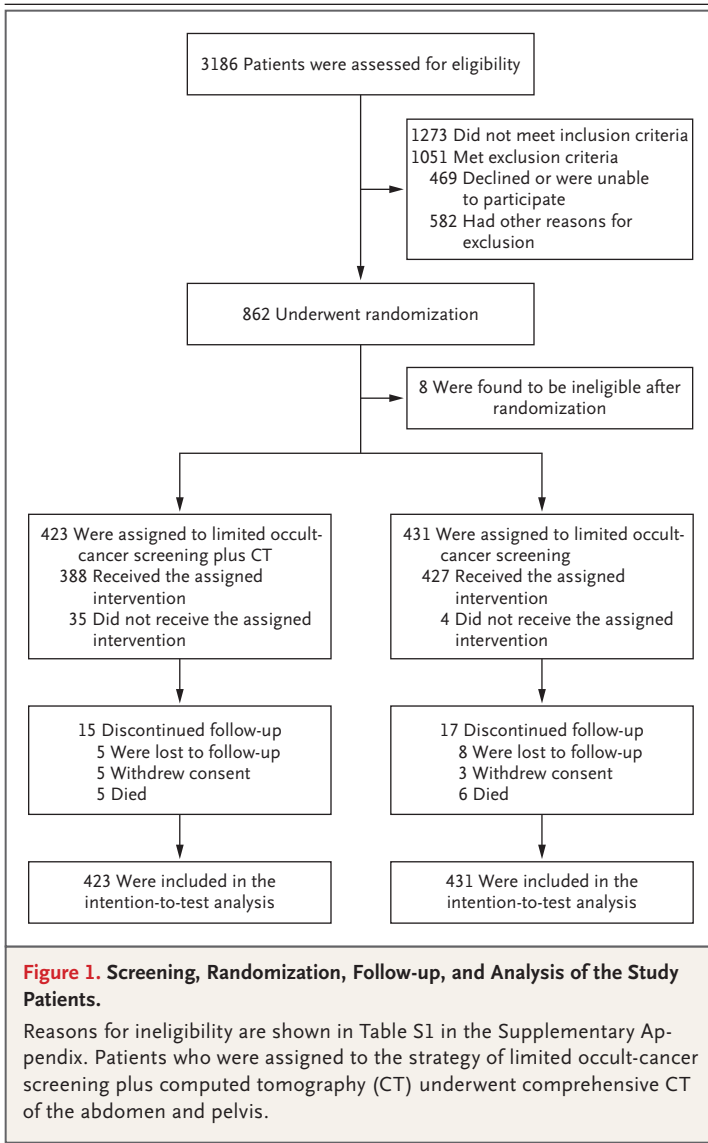 3186 Patients were assessed for eligibility
1273 Did not meet inclusion criteria
1051 Met exclusion criteria
469 Declined or were unable
to participate
582 Had other reasons for
exclusion
862 Underwent randomization
8 Were found to be ineligible after
randomization
423 Were assigned to limited occult-
cancer screening plus CT
388 Received the assigned
intervention
35 Did not receive the assigned
intervention
431 Were assigned to limited occult-
cancer screening
427 Received the assigned
intervention
4 Did not receive the assigned
intervention
15 Discontinued follow-up
5 Were lost to follow-up
5 Withdrew consent
5 Died
17 Discontinued follow-up
8 Were lost to follow-up
3 Withdrew consent
6 Died
423 Were included in the
intention-to-test analysis
431 Were included in the
intention-to-test analysis
Figure 1. Screening, Randomization, Follow-up, and Analysis of the Study
Patients.
Reasons for ineligibility are shown in Table S1 in the Supplementary Ap-
pendix. Patients who were assigned to the strategy of limited occult-cancer
screening plus computed tomography (CT) underwent comprehensive CT
of the abdomen and pelvis.